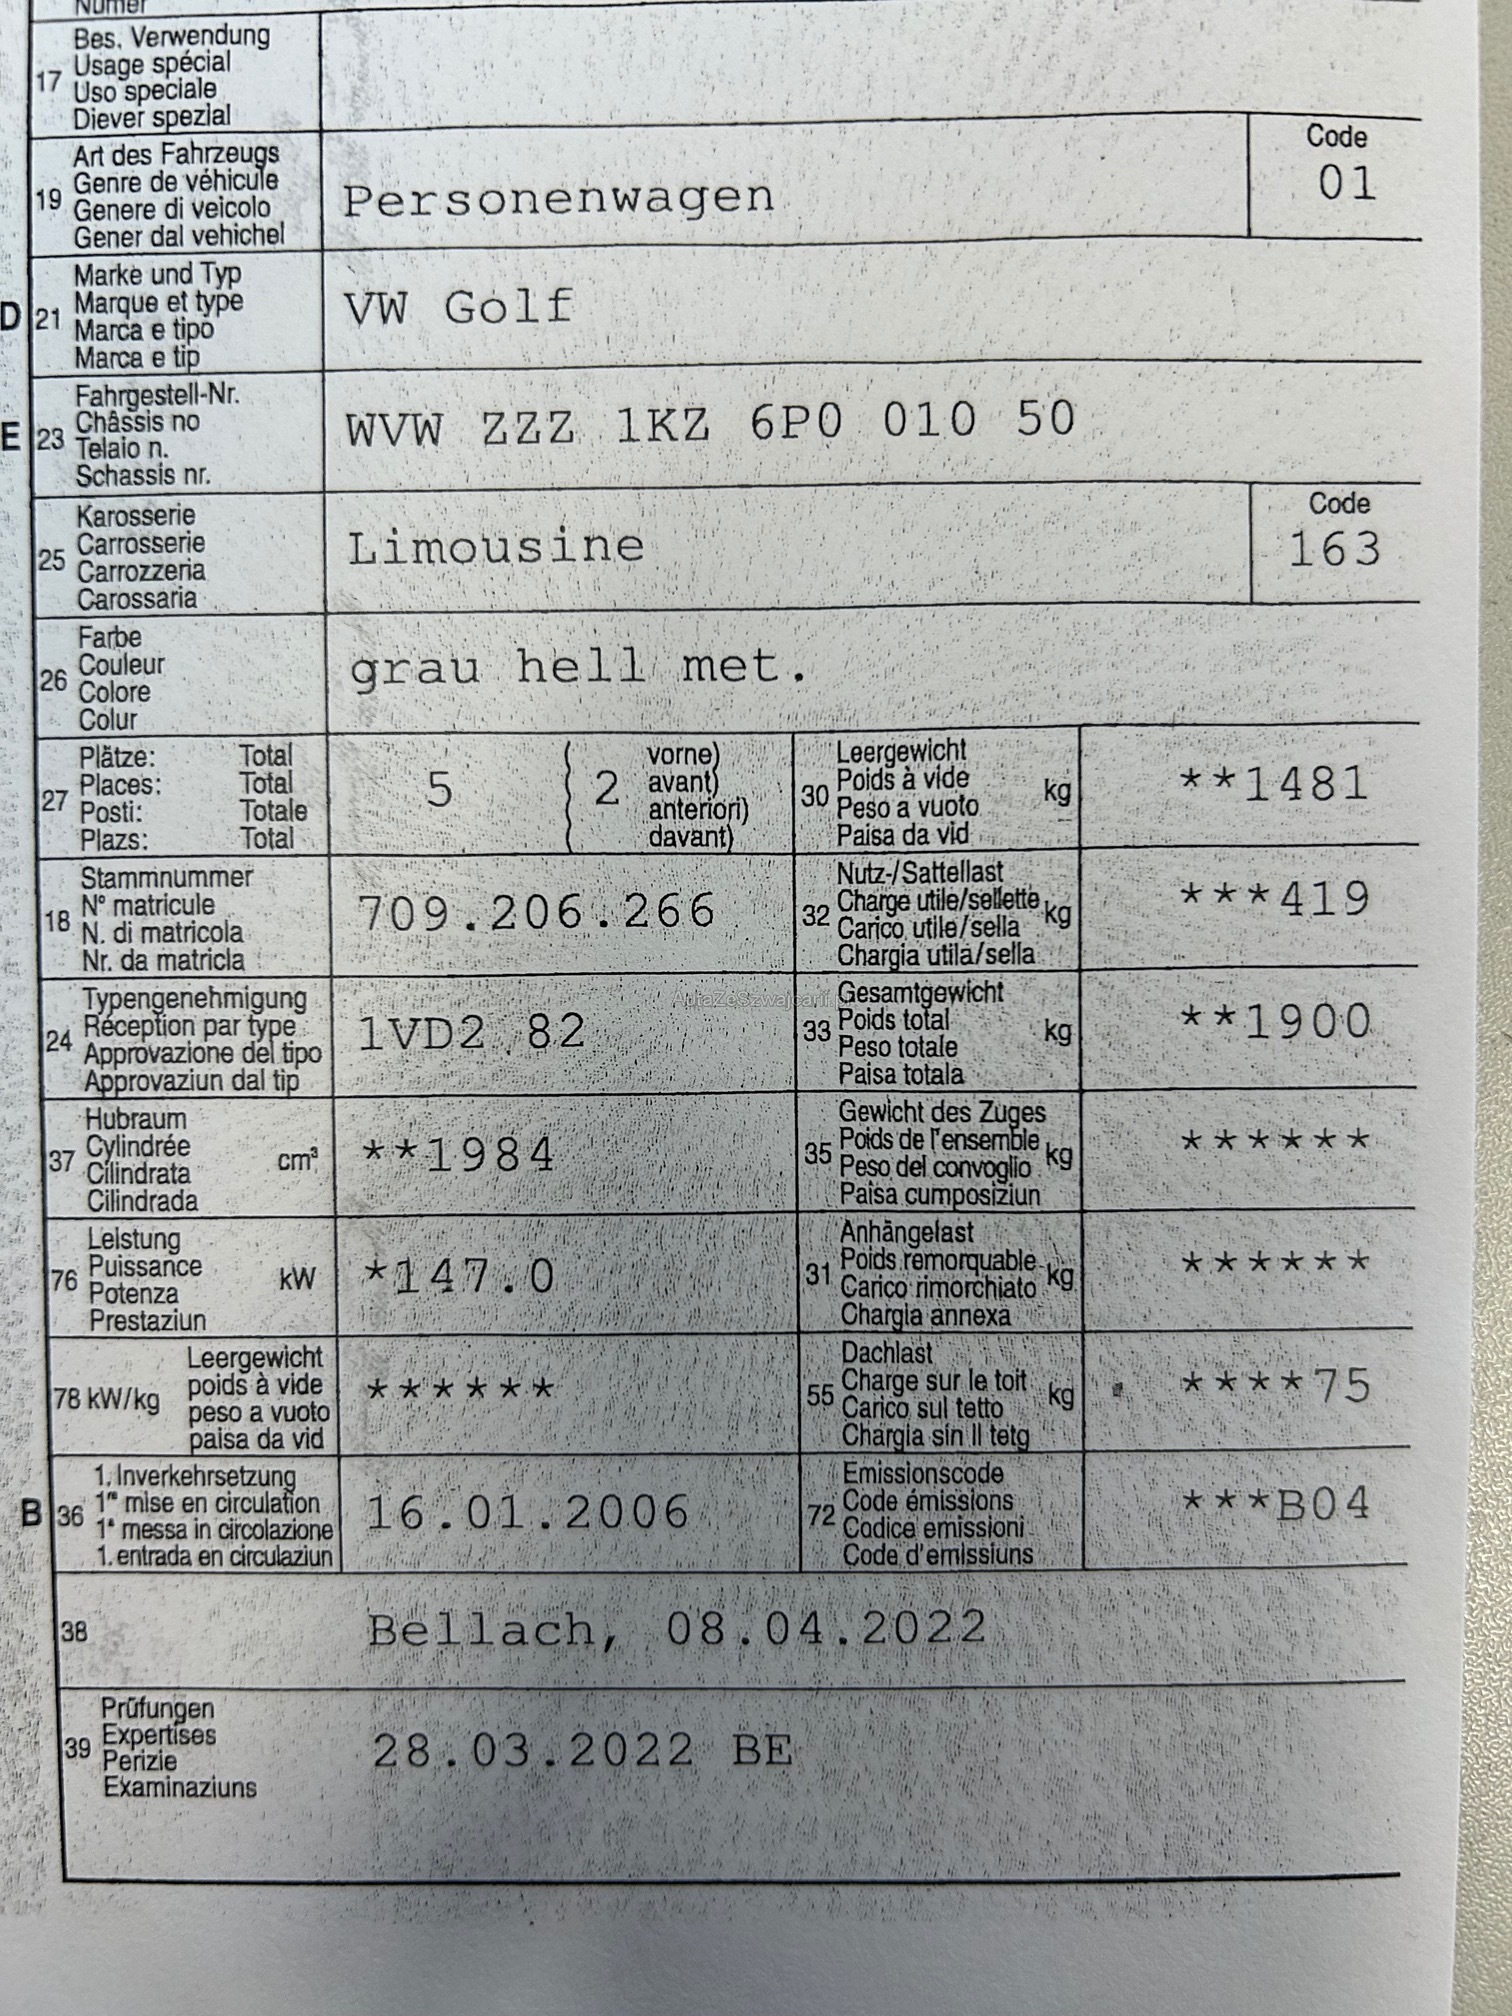 Numer
17 Bes. Verwendung
Usage spécial
Uso speciale
Diever spezial
19 Art des Fahrzeugs
Genre de véhicule
Genere di veicolo
Gener dal vehichel
Personenwagen
Code
01
D 21 Marke und Typ
Marque et type
Marca e tipo
Marca e tip
VW Golf
E 23 Fahrgestell-Nr.
Châssis no
Telaio n.
Schassis nr.
WVW ZZZ 1KZ 6P0 010 50
25 Karosserie
Carrosserie
Carrozzeria
Carossaria
Limousine
Code
163
26 Farbe
Couleur
Colore
Colur
grau hell met.
27 Plätze: Total
Places: Total
Posti: Totale
Plazs: Total
5 ( 2 vorne)
avant)
anteriori)
davant)
30 Leergewicht
Poids à vide
Peso a vuoto
Paisa da vid
kg
**1481
18 Stammnummer
N° matricule
N. di matricola
Nr. da matricla
709.206.266
32 Nutz-/Sattellast
Charge utile/sellette
Carico utile/sella
Chargia utila/sella
kg
***419
24 Typengenehmigung
Réception par type
Approvazione del tipo
Approvaziun dal tip
1VD2 82
AutaZeSzwajcarii.pl
33 Gesamtgewicht
Poids total
Peso totale
Paisa totala
kg
**1900
37 Hubraum
Cylindrée
Cilindrata
Cilindrada
cm³
**1984
35 Gewicht des Zuges
Poids de l'ensemble
Peso del convoglio
Paisa cumposiziun
kg
******
76 Leistung
Puissance
Potenza
Prestaziun
kW
*147.0
31 Anhängelast
Poids remorquable
Carico rimorchiato
Chargia annexa
kg
******
78 kW/kg Leergewicht
poids à vide
peso a vuoto
paisa da vid
******
55 Dachlast
Charge sur le toit
Carico sul tetto
Chargia sin il tetg
kg
****75
B 36 1. Inverkehrsetzung
1re mise en circulation
1a messa in circolazione
1. entrada en circulaziun
16.01.2006
72 Emissionscode
Code émissions
Codice emissioni
Code d'emissiuns
***B04
38 Bellach, 08.04.2022
39 Prüfungen
Expertises
Perizie
Examinaziuns
28.03.2022 BE